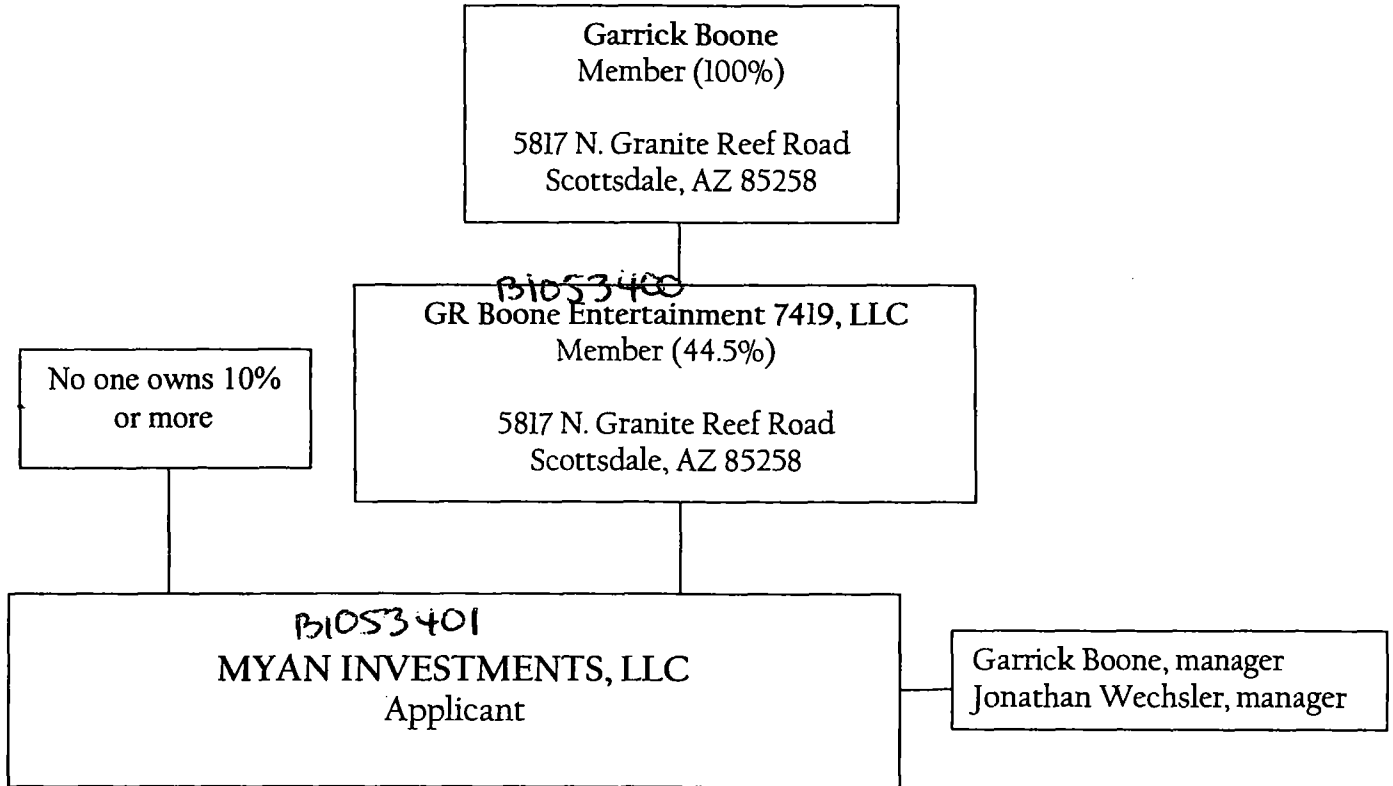 Garrick Boone
Member (100%)
5817 N. Granite Reef Road
Scottsdale, AZ 85258
B1053400
GR Boone Entertainment 7419, LLC
Member (44.5%)
5817 N. Granite Reef Road
Scottsdale, AZ 85258
No one owns 10%
or more
B1053401
MYAN INVESTMENTS, LLC
Applicant
Garrick Boone, manager
Jonathan Wechsler, manager